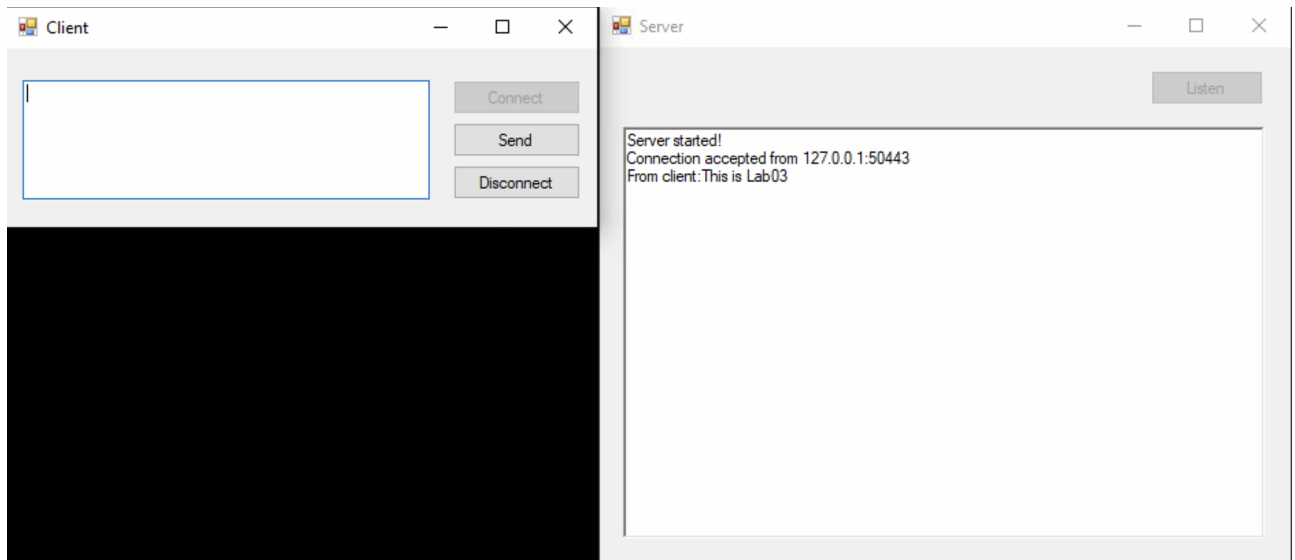 Client
Connect
Send
Disconnect
Server
Listen
Server started!
Connection accepted from 127.0.0.1:50443
From client:This is Lab03